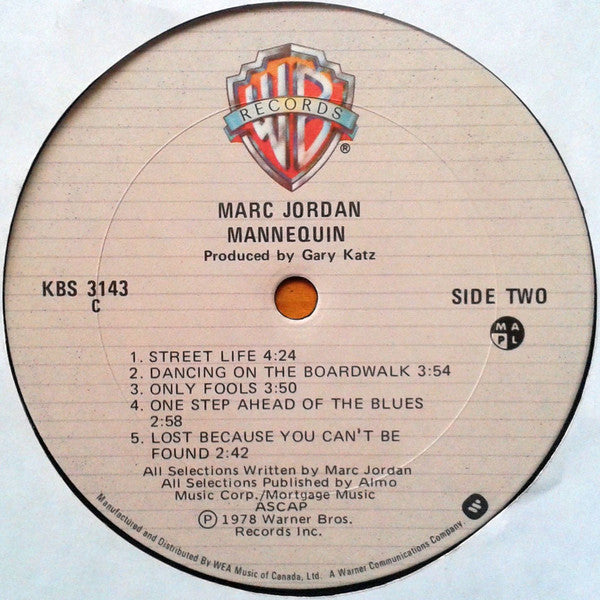 WB
RECORDS
®
MARC JORDAN
MANNEQUIN
Produced by Gary Katz
KBS 3143
C
SIDE TWO
M A
P L
1. STREET LIFE 4:24
2. DANCING ON THE BOARDWALK 3:54
3. ONLY FOOLS 3:50
4. ONE STEP AHEAD OF THE BLUES
2:58
5. LOST BECAUSE YOU CAN'T BE
FOUND 2:42
All Selections Written by Marc Jordan
All Selections Published by Almo
Music Corp./Mortgage Music
ASCAP
Ⓟ 1978 Warner Bros.
Records Inc.
Manufactured and Distributed By WEA Music of Canada, Ltd. A Warner Communications Company.